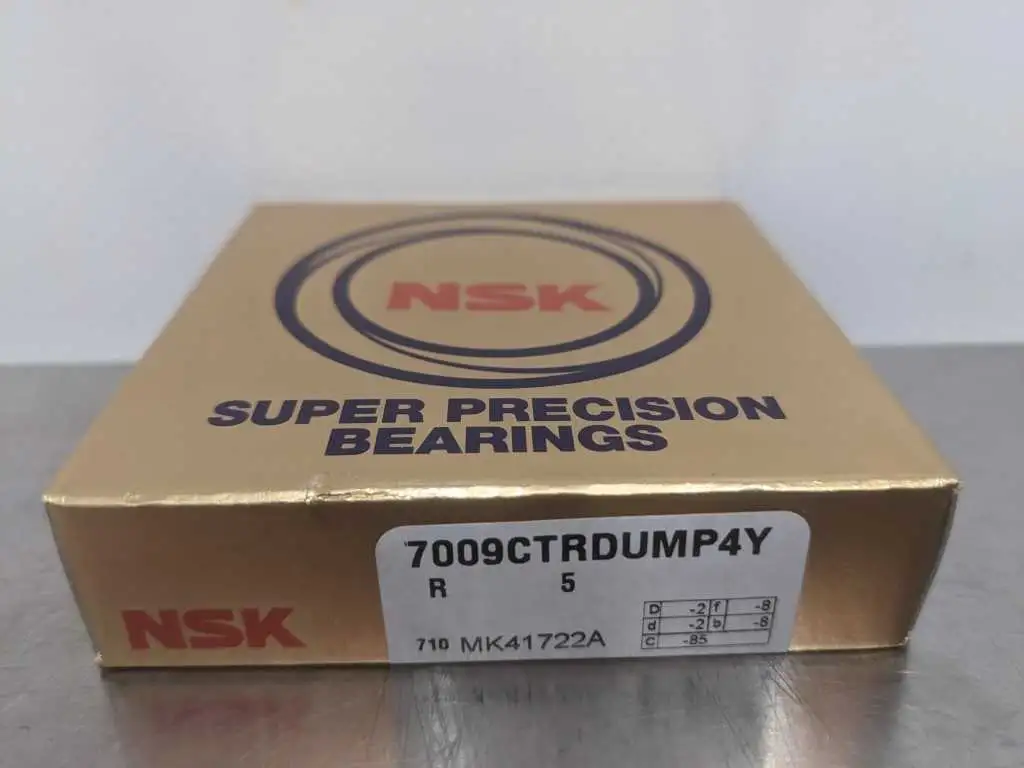 NSK
SUPER PRECISION
BEARINGS
NSK
7009CTRDUMP4Y
R 5
710 MK41722A
D -2 f -8
d -2 b -8
C -85